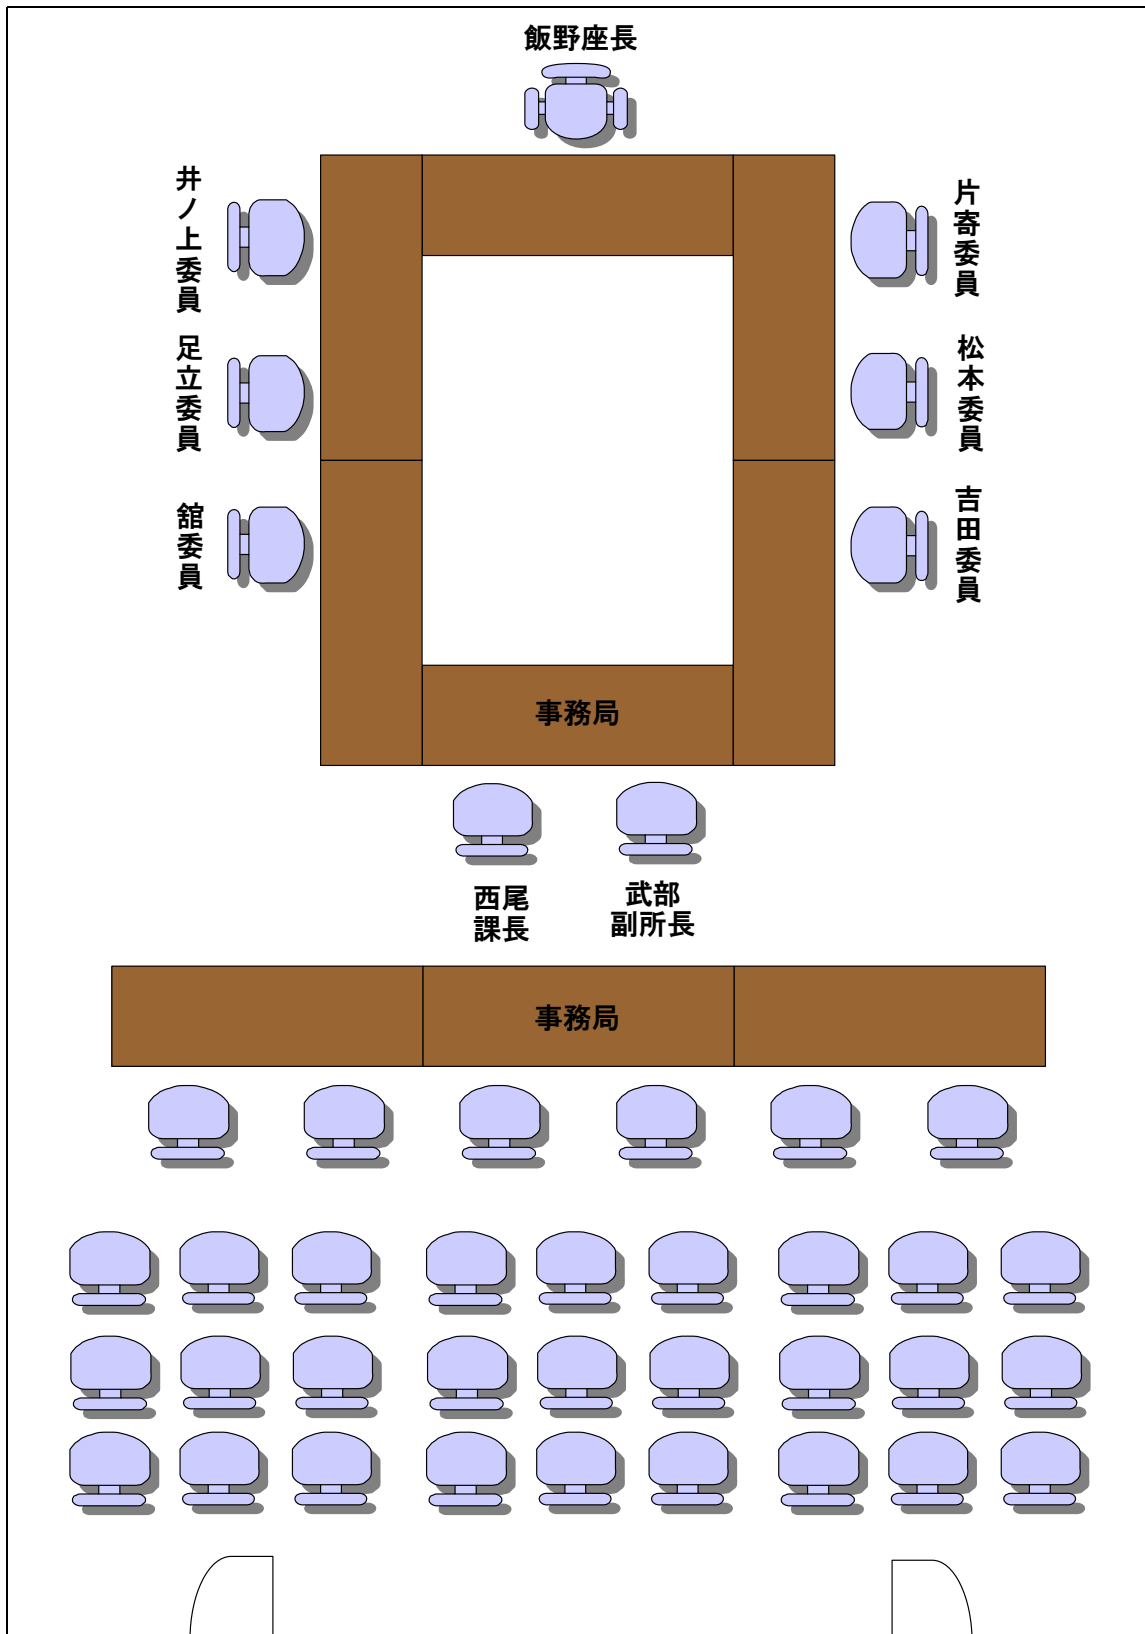 飯野座長
井ノ上委員
片寄委員
足立委員
松本委員
舘委員
吉田委員
事務局
西尾
課長
武部
副所長
事務局